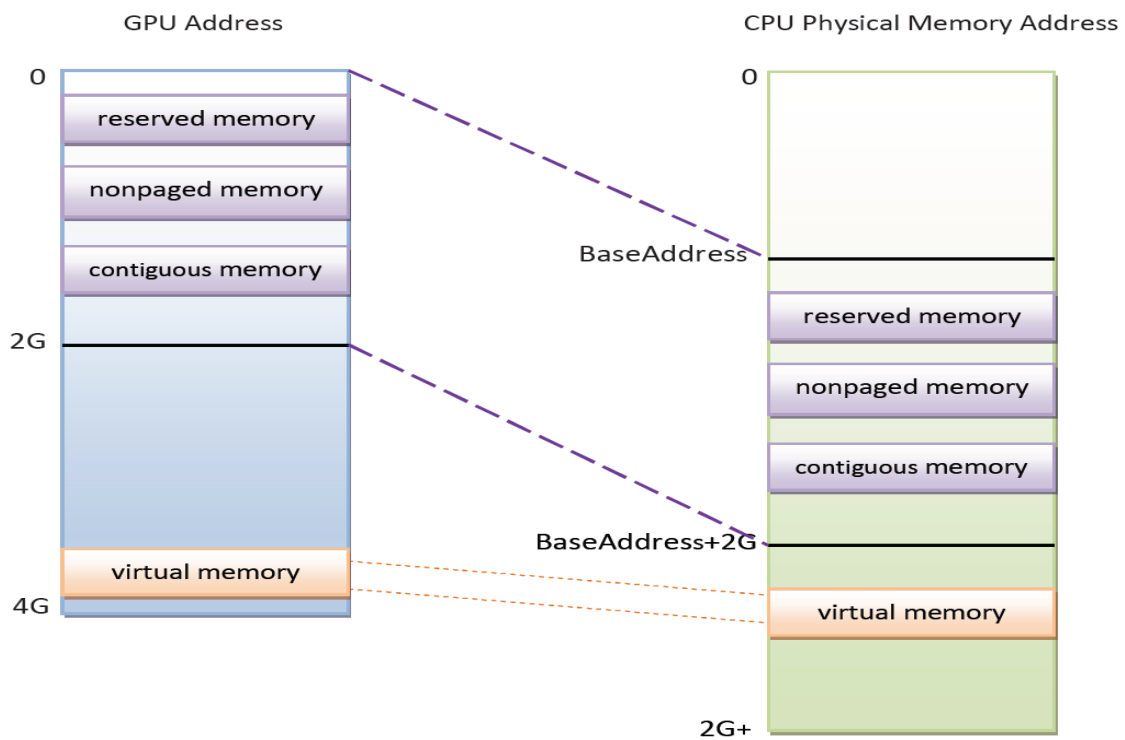 GPU Address
0
reserved memory
nonpaged memory
contiguous memory
2G
virtual memory
4G
CPU Physical Memory Address
0
BaseAddress
reserved memory
nonpaged memory
contiguous memory
BaseAddress+2G
virtual memory
2G+